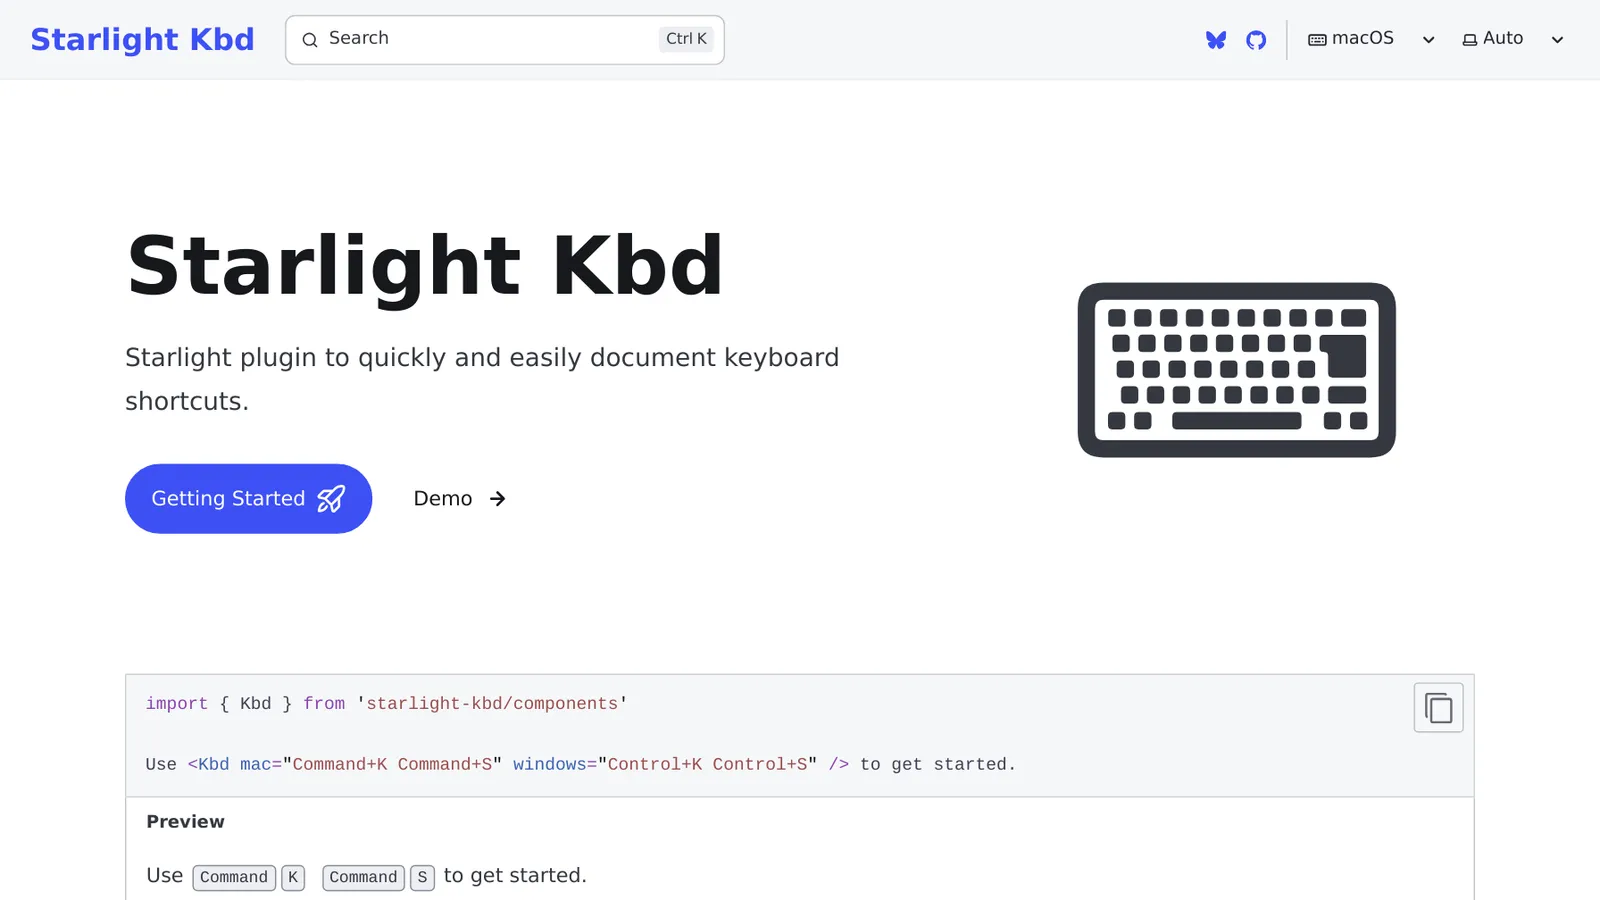 Starlight Kbd
Search
Ctrl K
macOS
Auto
Starlight Kbd
Starlight plugin to quickly and easily document keyboard
shortcuts.
Getting Started
Demo
import { Kbd } from 'starlight-kbd/components'
Use <Kbd mac="Command+K Command+S" windows="Control+K Control+S" /> to get started.
Preview
Use Command K Command S to get started.